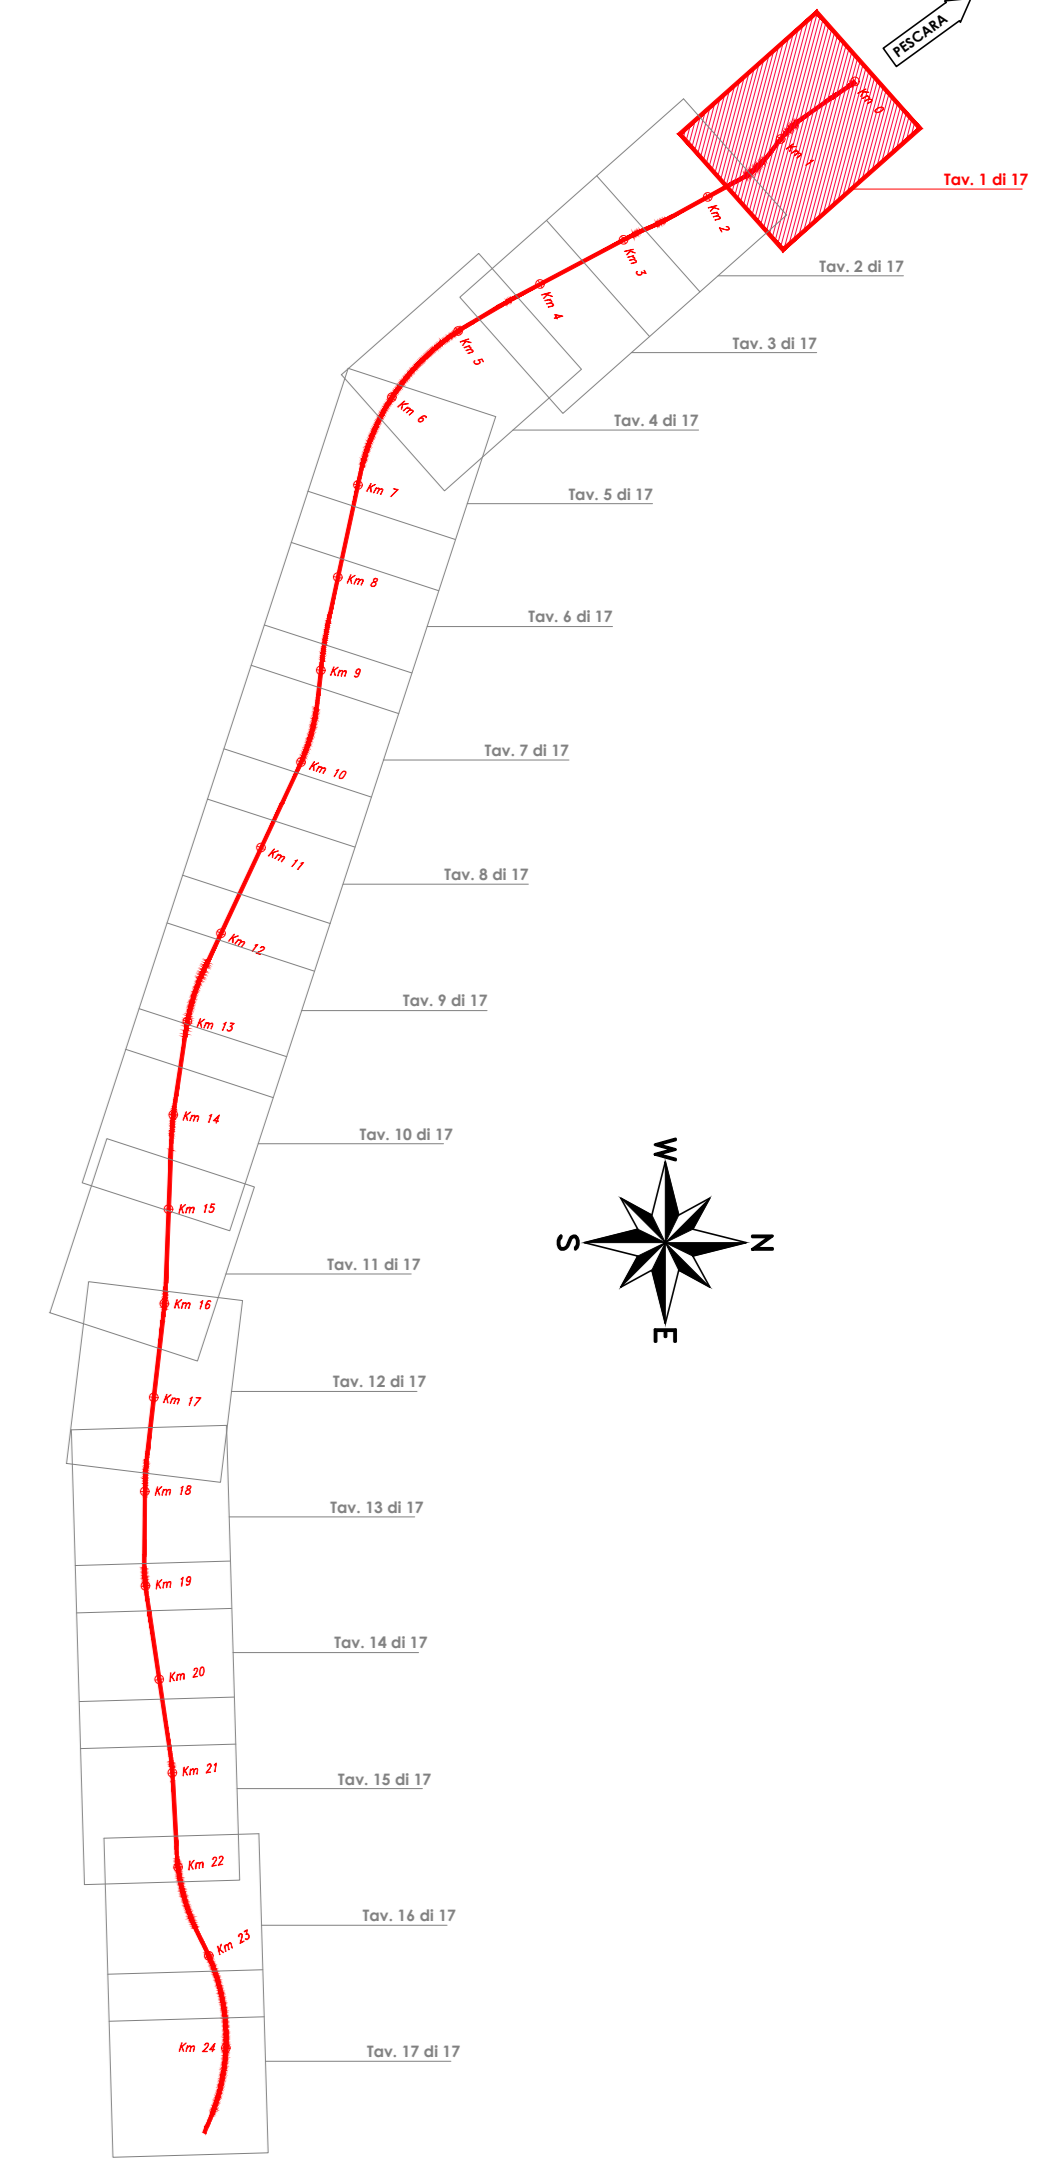 PESCARA
Km 0
Km 1
Tav. 1 di 17
Km 2
Km 3
Tav. 2 di 17
Km 4
Tav. 3 di 17
Km 5
Km 6
Tav. 4 di 17
Km 7
Tav. 5 di 17
Km 8
Tav. 6 di 17
Km 9
Tav. 7 di 17
Km 10
Km 11
Tav. 8 di 17
Km 12
Tav. 9 di 17
Km 13
Km 14
Tav. 10 di 17
W
Km 15
S
N
Tav. 11 di 17
Km 16
E
Tav. 12 di 17
Km 17
Km 18
Tav. 13 di 17
Km 19
Tav. 14 di 17
Km 20
Km 21
Tav. 15 di 17
Km 22
Tav. 16 di 17
Km 23
Km 24
Tav. 17 di 17